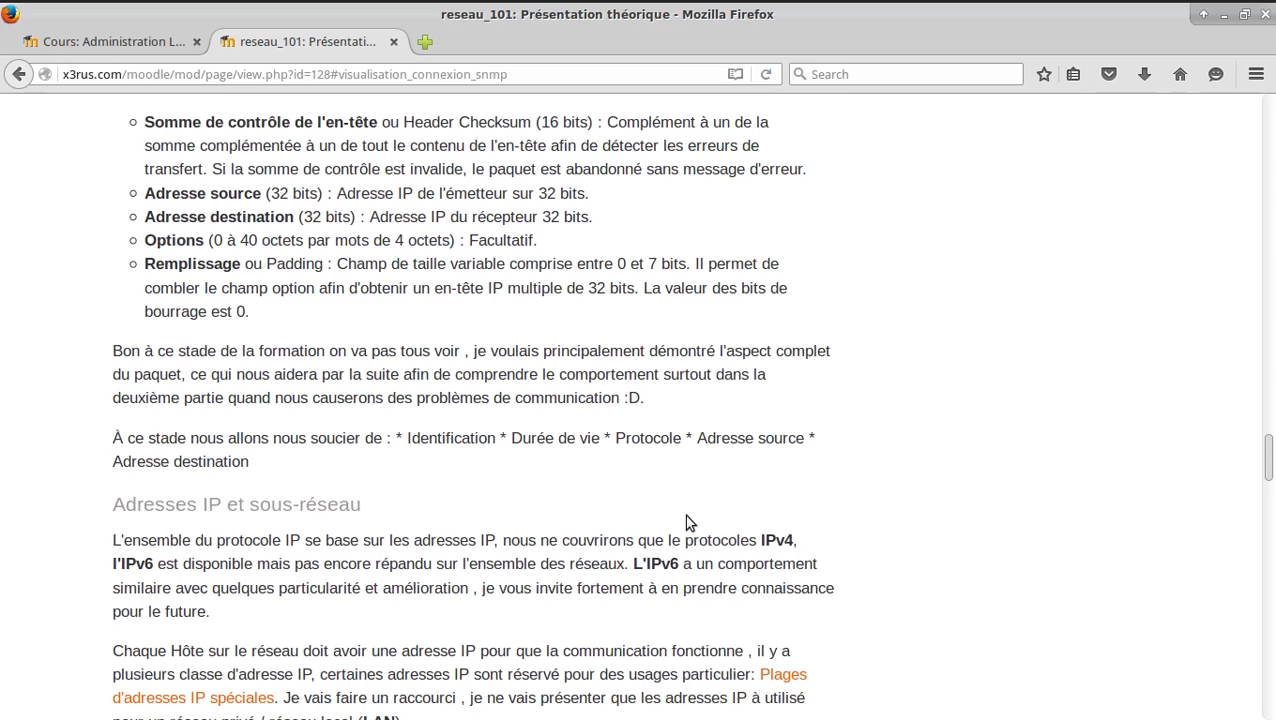 reseau_101: Présentation théorique - Mozilla Firefox
Cours: Administration L...
reseau_101: Présentati...
x3rus.com/moodle/mod/page/view.php?id=128#visualisation_connexion_snmp
Search
Somme de contrôle de l'en-tête ou Header Checksum (16 bits) : Complément à un de la
somme complémentée à un de tout le contenu de l'en-tête afin de détecter les erreurs de
transfert. Si la somme de contrôle est invalide, le paquet est abandonné sans message d'erreur.
Adresse source (32 bits) : Adresse IP de l'émetteur sur 32 bits.
Adresse destination (32 bits) : Adresse IP du récepteur 32 bits.
Options (0 à 40 octets par mots de 4 octets) : Facultatif.
Remplissage ou Padding : Champ de taille variable comprise entre 0 et 7 bits. Il permet de
combler le champ option afin d'obtenir un en-tête IP multiple de 32 bits. La valeur des bits de
bourrage est 0.
Bon à ce stade de la formation on va pas tous voir , je voulais principalement démontré l'aspect complet
du paquet, ce qui nous aidera par la suite afin de comprendre le comportement surtout dans la
deuxième partie quand nous causerons des problèmes de communication :D.
À ce stade nous allons nous soucier de : * Identification * Durée de vie * Protocole * Adresse source *
Adresse destination
Adresses IP et sous-réseau
L'ensemble du protocole IP se base sur les adresses IP, nous ne couvrirons que le protocoles IPv4,
l'IPv6 est disponible mais pas encore répandu sur l'ensemble des réseaux. L'IPv6 a un comportement
similaire avec quelques particularité et amélioration , je vous invite fortement à en prendre connaissance
pour le future.
Chaque Hôte sur le réseau doit avoir une adresse IP pour que la communication fonctionne , il y a
plusieurs classe d'adresse IP, certaines adresses IP sont réservé pour des usages particulier: Plages
d'adresses IP spéciales. Je vais faire un raccourci , je ne vais présenter que les adresses IP à utilisé
pour un réseau privé / réseau local (LAN)